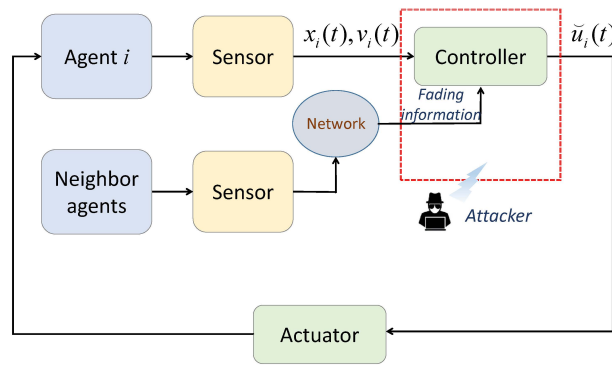 Agent i
Sensor
x_i(t), v_i(t)
Controller
ŭ_i(t)
Fading
information
Network
Neighbor
agents
Sensor
Attacker
Actuator